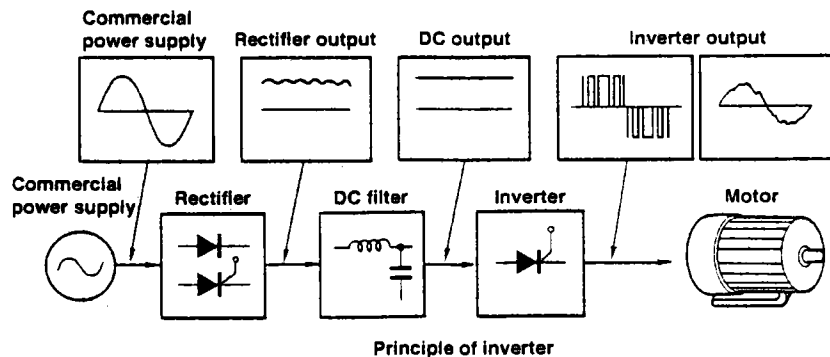 Commercial
power supply
Rectifier output
DC output
Inverter output
Commercial
power supply
Rectifier
DC filter
Inverter
Motor
Principle of inverter